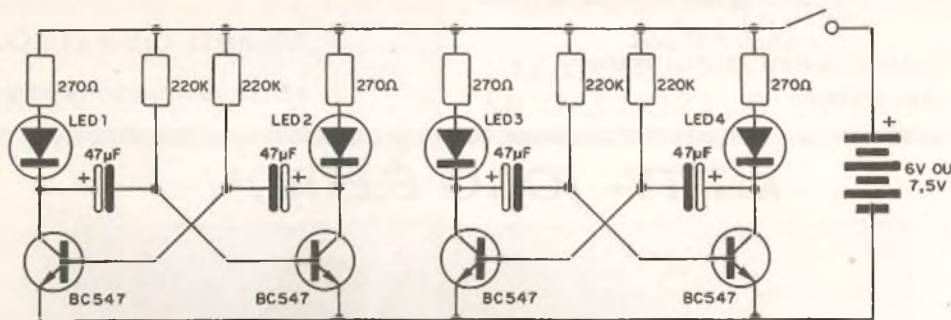 270Ω 220K 220K 270Ω 270Ω 220K 220K 270Ω
LED1 LED2 LED3 LED4
47µF 47µF 47µF 47µF
+ + + +
+
6V OU
7,5V
BC547 BC547 BC547 BC547